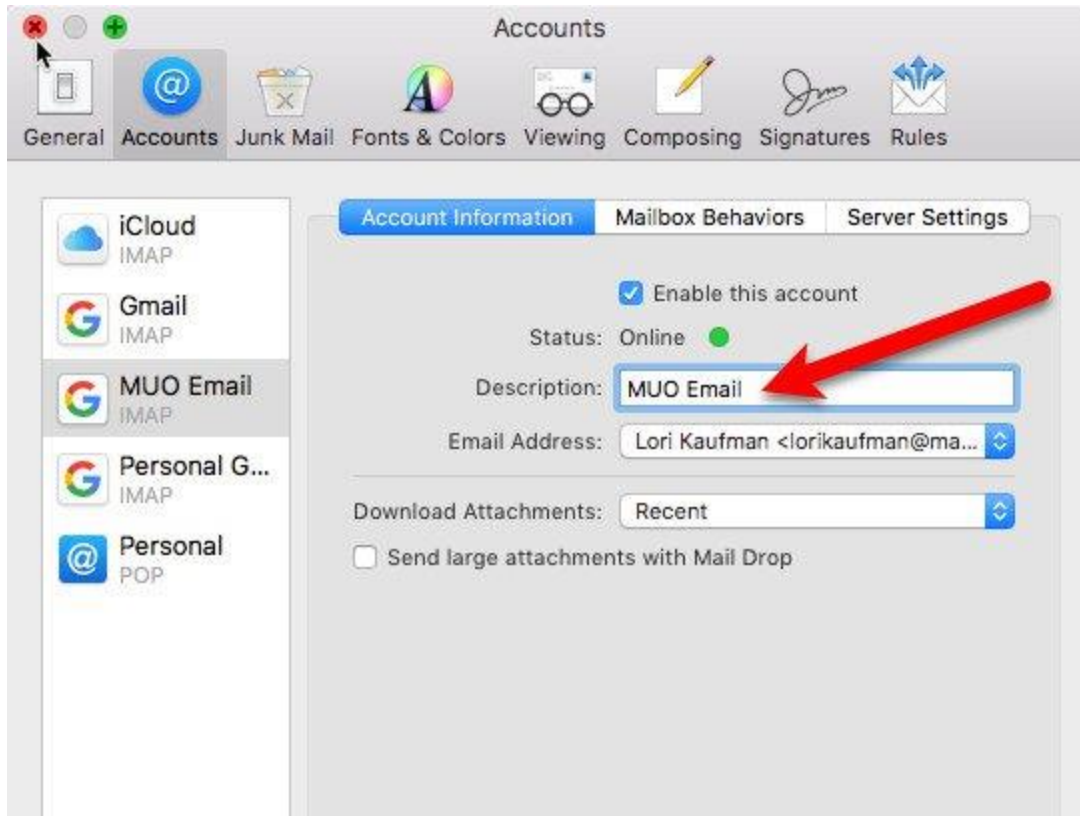 Accounts
General Accounts Junk Mail Fonts & Colors Viewing Composing Signatures Rules
Account Information Mailbox Behaviors Server Settings
iCloud
IMAP
Gmail
IMAP
MUO Email
IMAP
Personal G...
IMAP
Personal
POP
Enable this account
Status: Online
Description: MUO Email
Email Address: Lori Kaufman <lorikaufman@ma...
Download Attachments: Recent
Send large attachments with Mail Drop